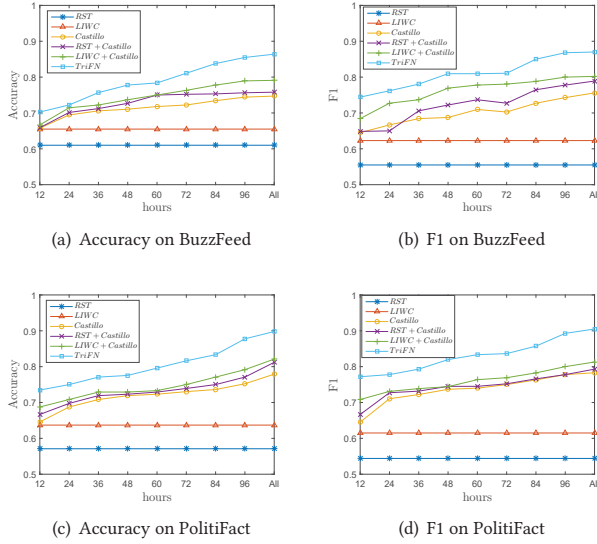 RST
LIWC
Castillo
RST + Castillo
LIWC + Castillo
TriFN
Accuracy
1
0.9
0.8
0.7
0.6
0.5
12 24 36 48 60 72 84 96 All
hours
(a) Accuracy on BuzzFeed
RST
LIWC
Castillo
RST + Castillo
LIWC + Castillo
TriFN
F1
1
0.9
0.8
0.7
0.6
0.5
12 24 36 48 60 72 84 96 All
hours
(b) F1 on BuzzFeed
RST
LIWC
Castillo
RST + Castillo
LIWC + Castillo
TriFN
Accuracy
1
0.9
0.8
0.7
0.6
0.5
12 24 36 48 60 72 84 96 All
hours
(c) Accuracy on PolitiFact
RST
LIWC
Castillo
RST + Castillo
LIWC + Castillo
TriFN
F1
1
0.9
0.8
0.7
0.6
0.5
12 24 36 48 60 72 84 96 All
hours
(d) F1 on PolitiFact